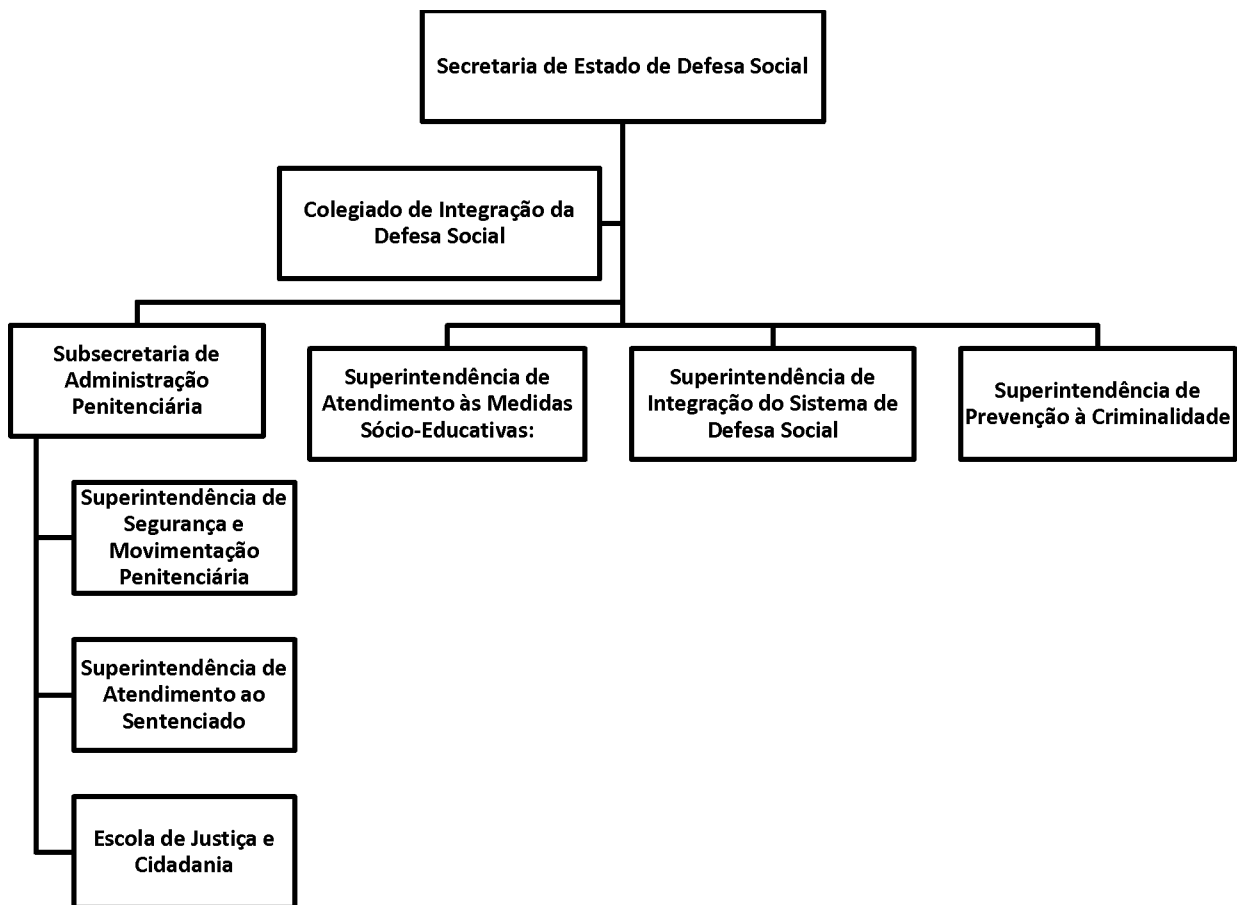 Secretaria de Estado de Defesa Social
Colegiado de Integração da
Defesa Social
Subsecretaria de
Administração
Penitenciária
Superintendência de
Atendimento às Medidas
Sócio-Educativas:
Superintendência de
Integração do Sistema de
Defesa Social
Superintendência de
Prevenção à Criminalidade
Superintendência de
Segurança e
Movimentação
Penitenciária
Superintendência de
Atendimento ao
Sentenciado
Escola de Justiça e
Cidadania